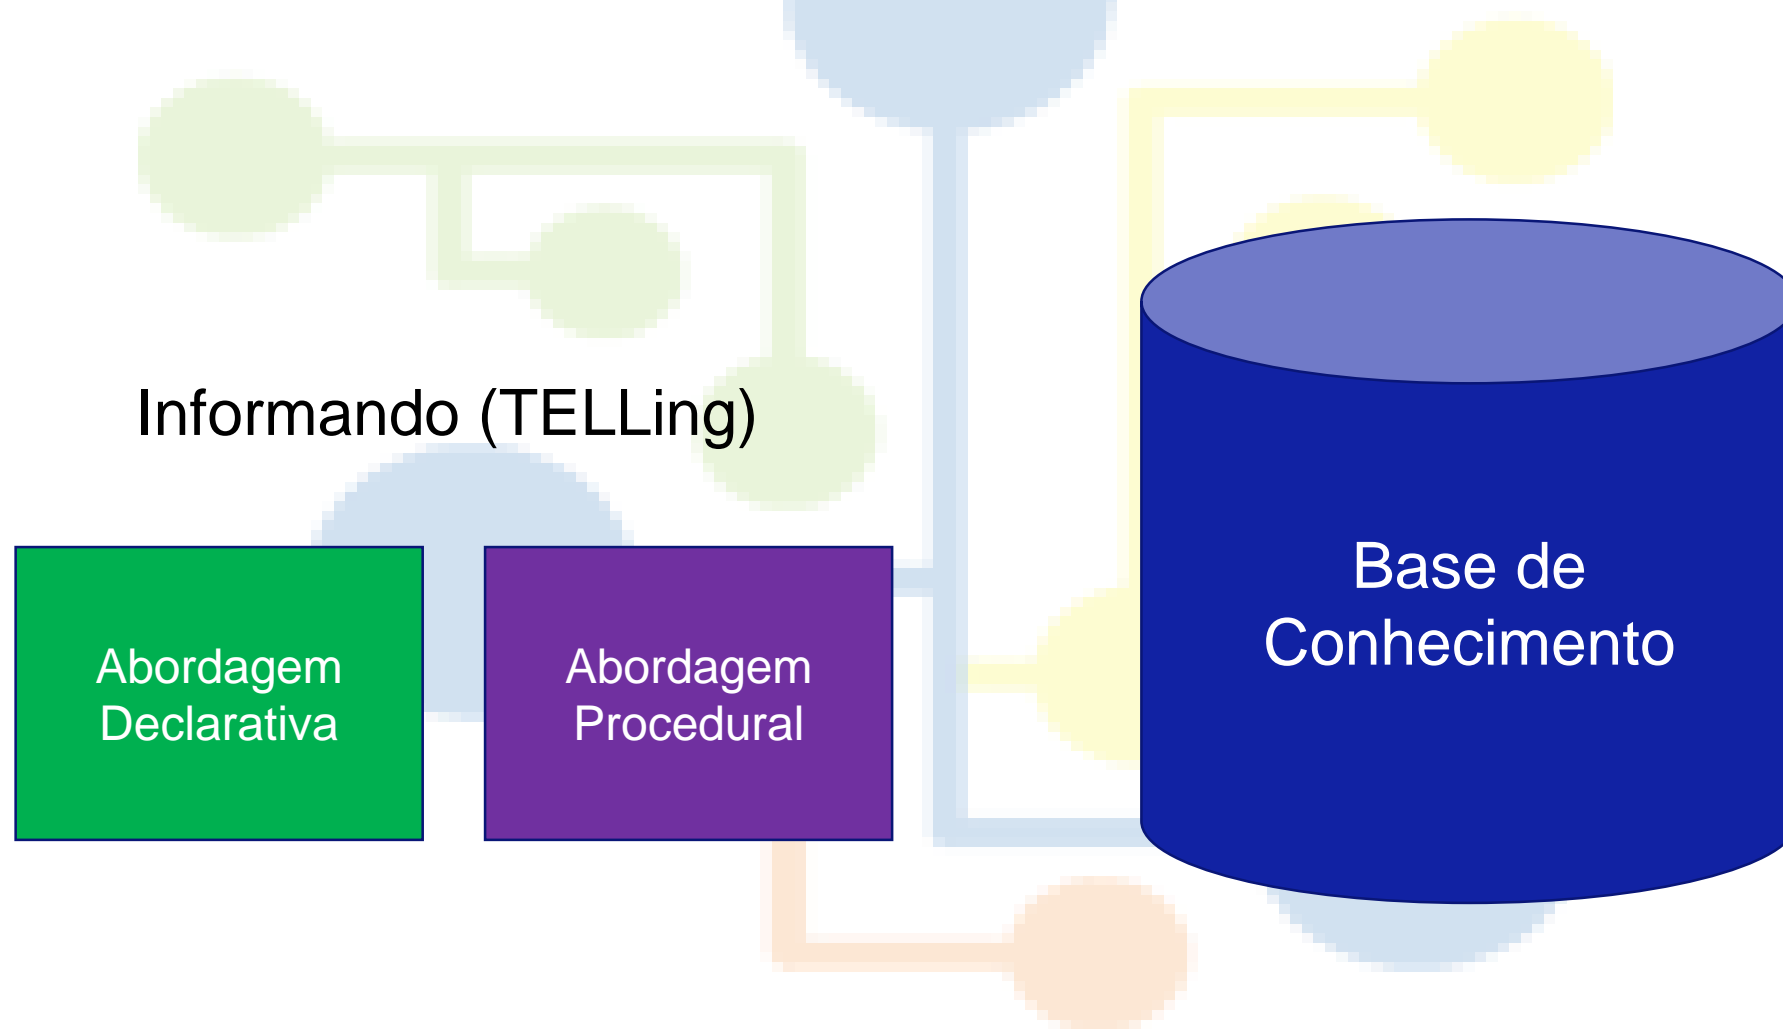 Informando (TELLing)
Abordagem
Declarativa
Abordagem
Procedural
Base de
Conhecimento